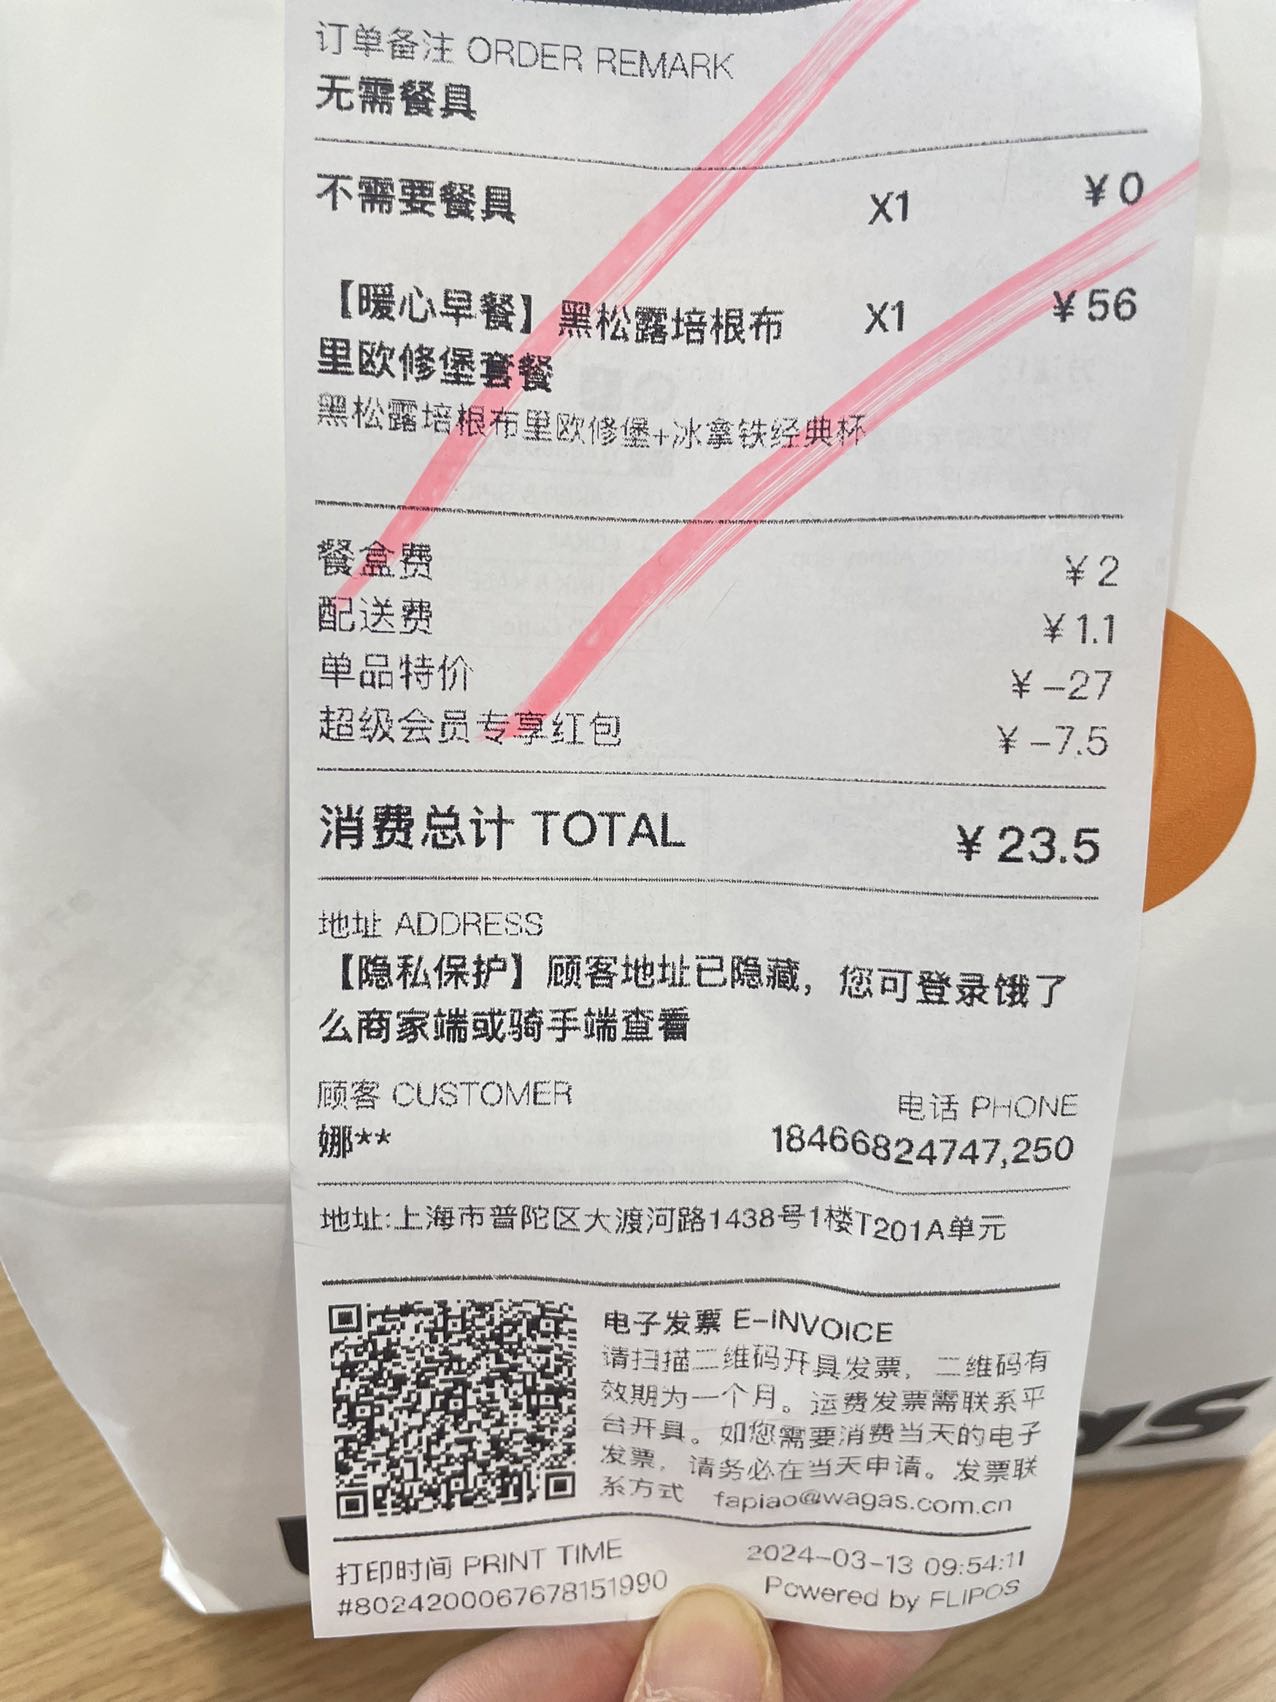 订单备注 ORDER REMARK
无需餐具
不需要餐具 X1 ¥0
【暖心早餐】黑松露培根布 X1 ¥56
里欧修堡套餐
黑松露培根布里欧修堡+冰拿铁经典杯
餐盒费 ¥2
配送费 ¥1.1
单品特价 ¥-27
超级会员专享红包 ¥-7.5
消费总计 TOTAL ¥23.5
地址 ADDRESS
【隐私保护】顾客地址已隐藏，您可登录饿了
么商家端或骑手端查看
顾客 CUSTOMER 电话 PHONE
娜** 18466824747,250
地址:上海市普陀区大渡河路1438号1楼T201A单元
电子发票 E-INVOICE
请扫描二维码开具发票，二维码有
效期为一个月。运费发票需联系平
台开具。如您需要消费当天的电子
发票，请务必在当天申请。发票联
系方式 fapiao@wagas.com.cn
打印时间 PRINT TIME 2024-03-13 09:54:11
#8024200067678151990 Powered by FLIPOS